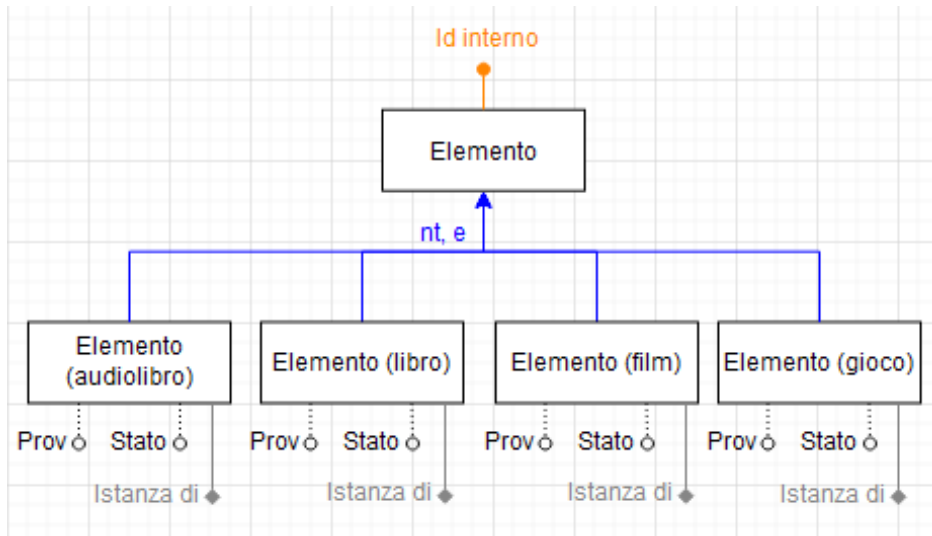 Id interno
Elemento
nt, e
Elemento
(audiolibro)
Elemento (libro)
Elemento (film)
Elemento (gioco)
Prov
Stato
Prov
Stato
Prov
Stato
Prov
Stato
Istanza di
Istanza di
Istanza di
Istanza di